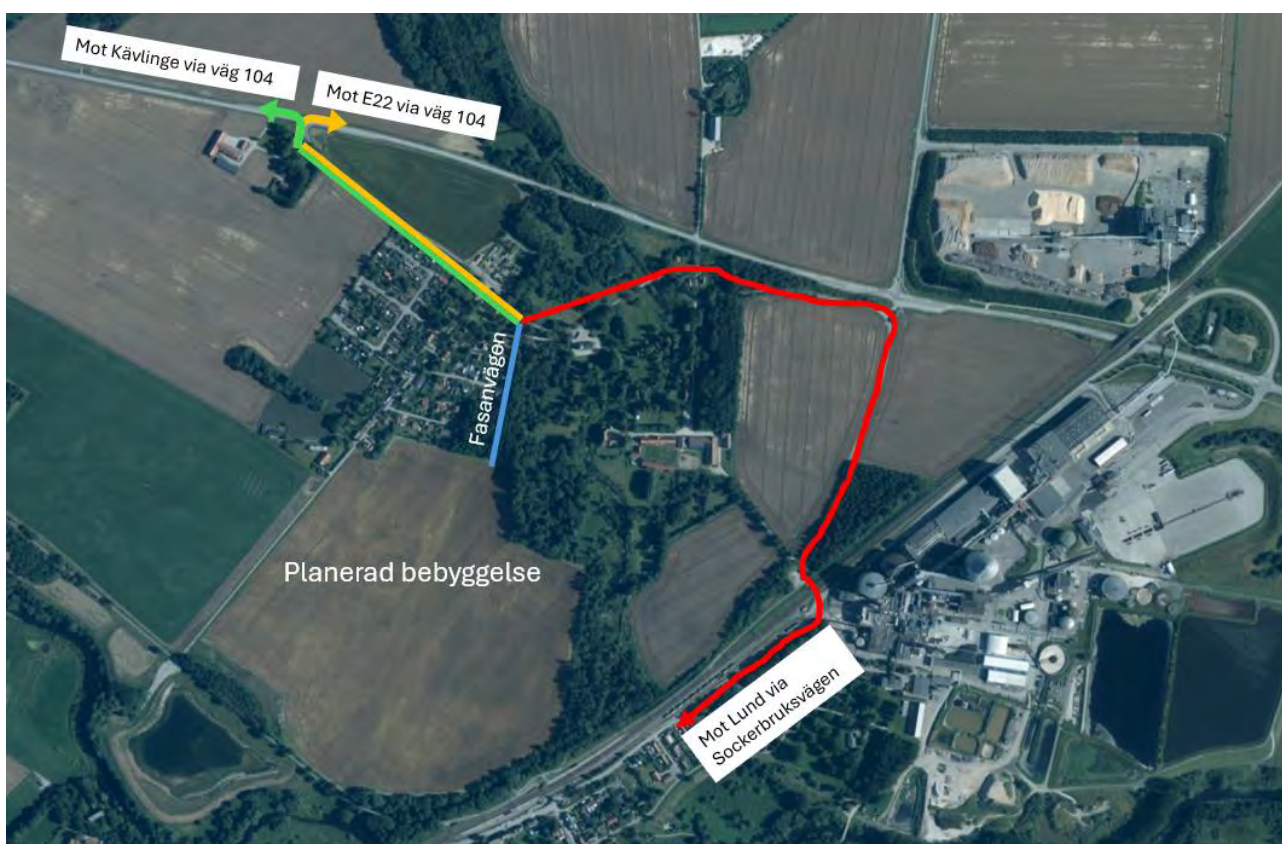 Mot Kävlinge via väg 104
Mot E22 via väg 104
Fasanvägen
Planerad bebyggelse
Mot Lund via
Sockerbruksvägen